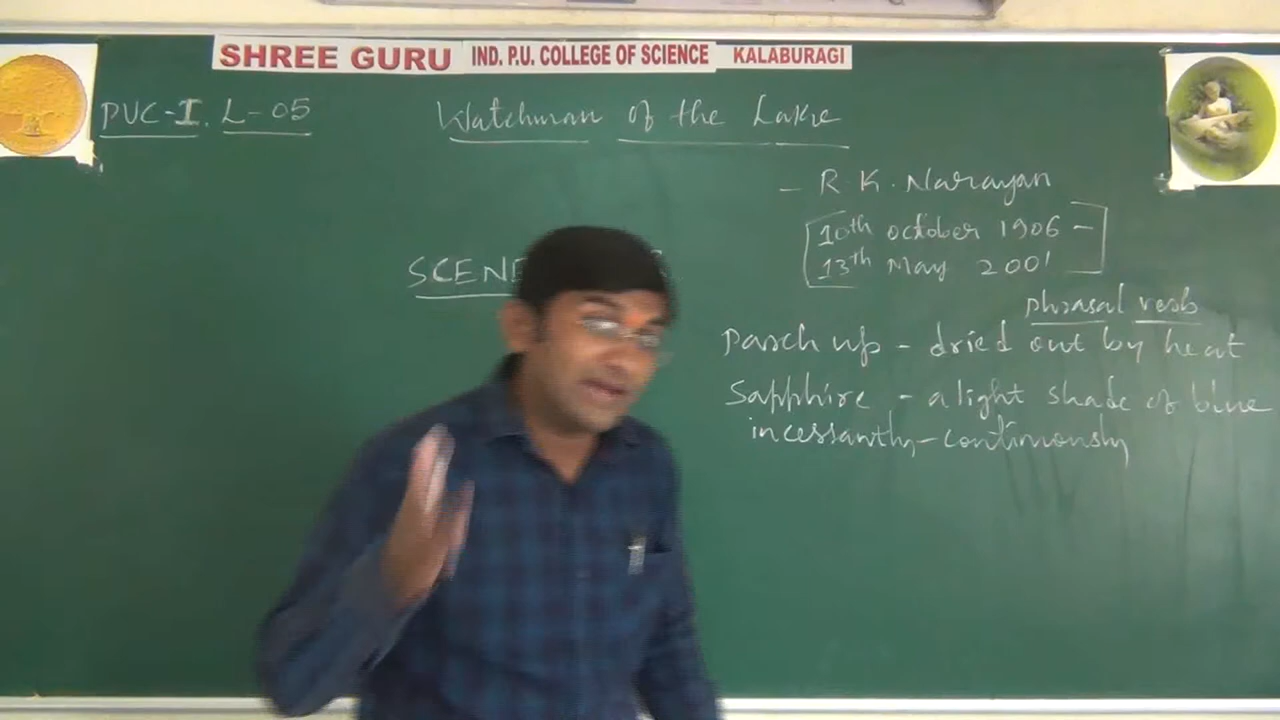 SHREE GURU IND. P.U. COLLEGE OF SCIENCE KALABURAGI
PUC-I. L-05
Watchman of the Lake
- R. K. Narayan
10th october 1906 -
13th May 2001
SCENE
phrasal verb
Parch up - dried out by heat
Sapphire - a light shade of blue
incessantly - continuously